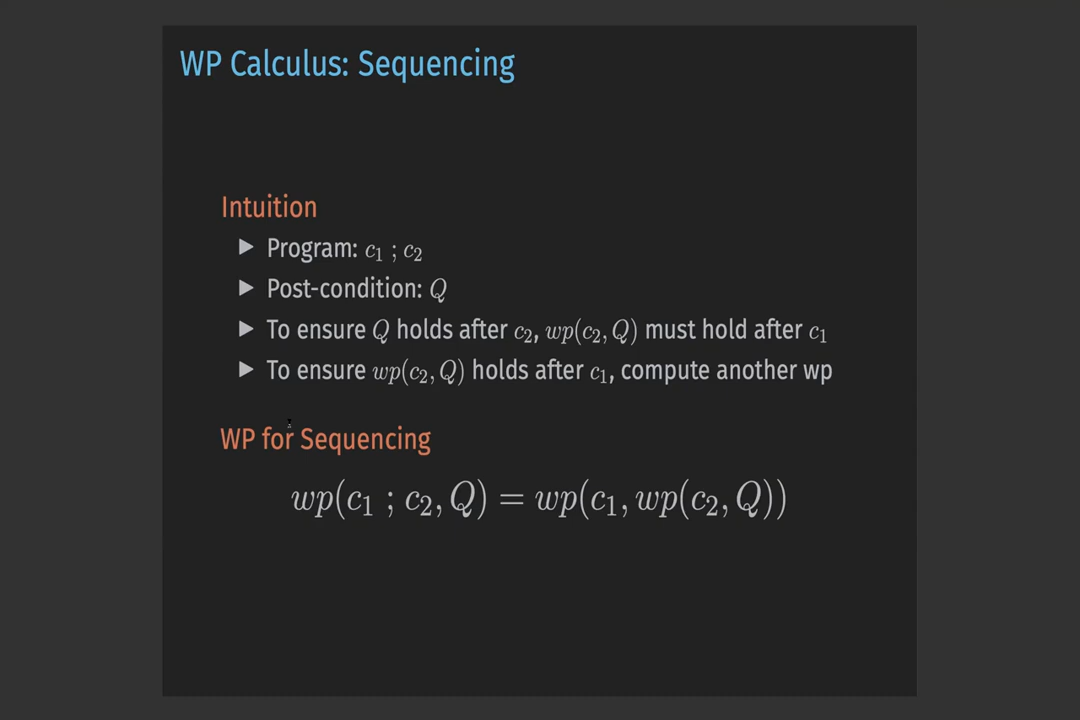 WP Calculus: Sequencing
Intuition
▶ Program: c₁ ; c₂
▶ Post-condition: Q
▶ To ensure Q holds after c₂, wp(c₂, Q) must hold after c₁
▶ To ensure wp(c₂, Q) holds after c₁, compute another wp
WP for Sequencing
wp(c₁ ; c₂, Q) = wp(c₁, wp(c₂, Q))